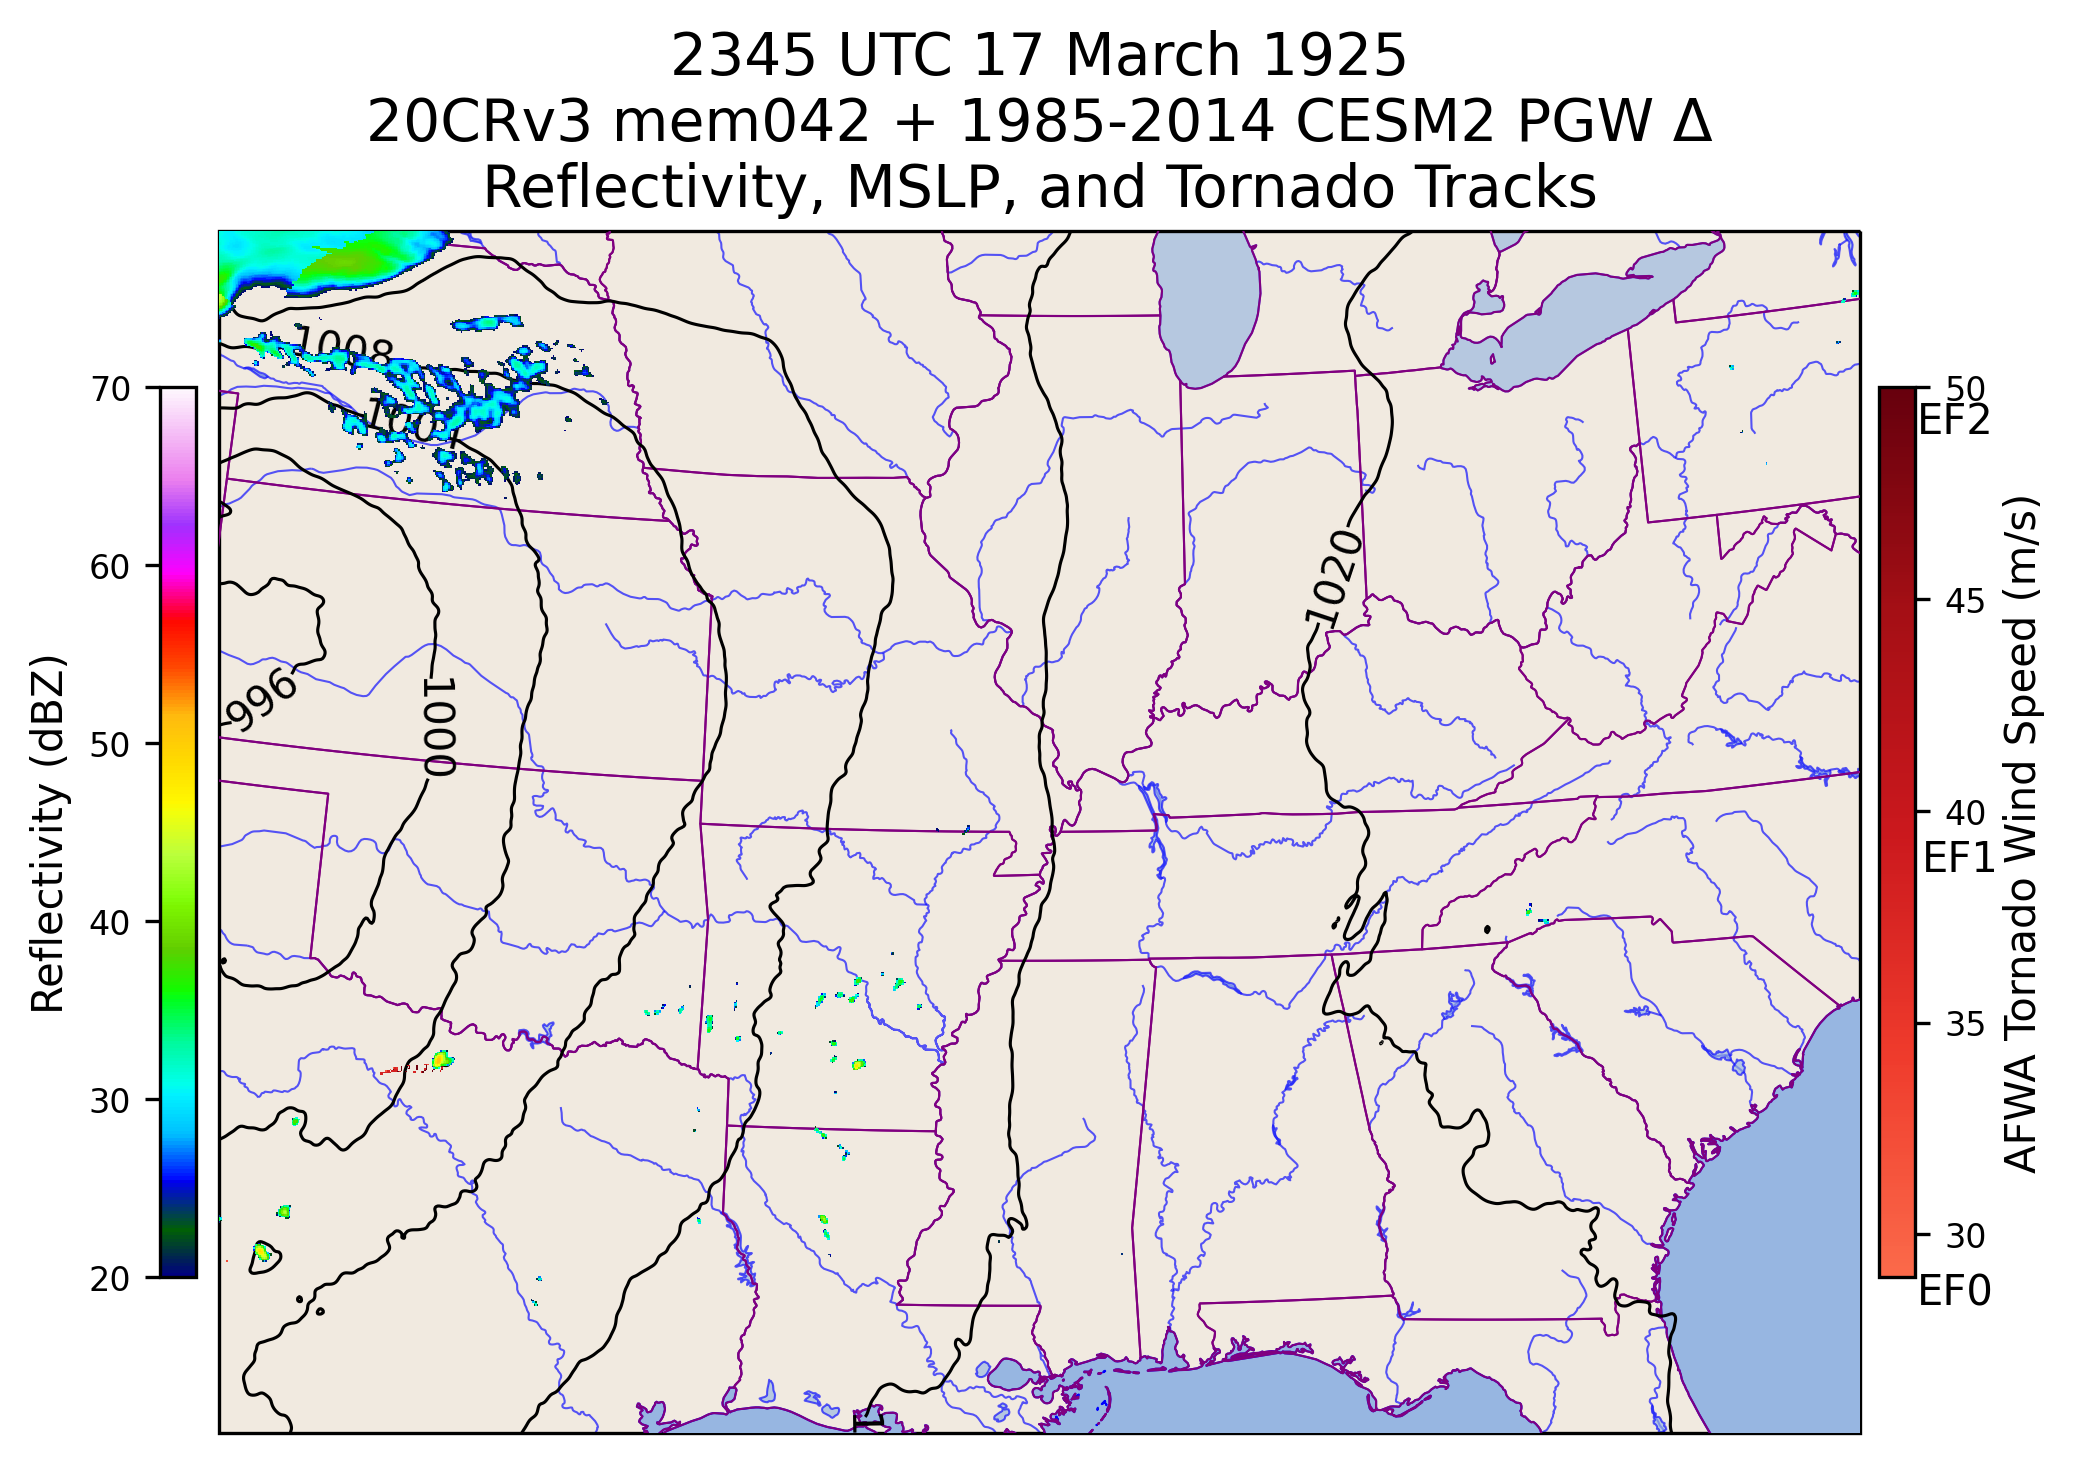 2345 UTC 17 March 1925
20CRv3 mem042 + 1985-2014 CESM2 PGW Δ
Reflectivity, MSLP, and Tornado Tracks
1008
1020
996
1000
Reflectivity (dBZ)
70
60
50
40
30
20
50
EF2
45
40
EF1
35
30
EF0
AFWA Tornado Wind Speed (m/s)